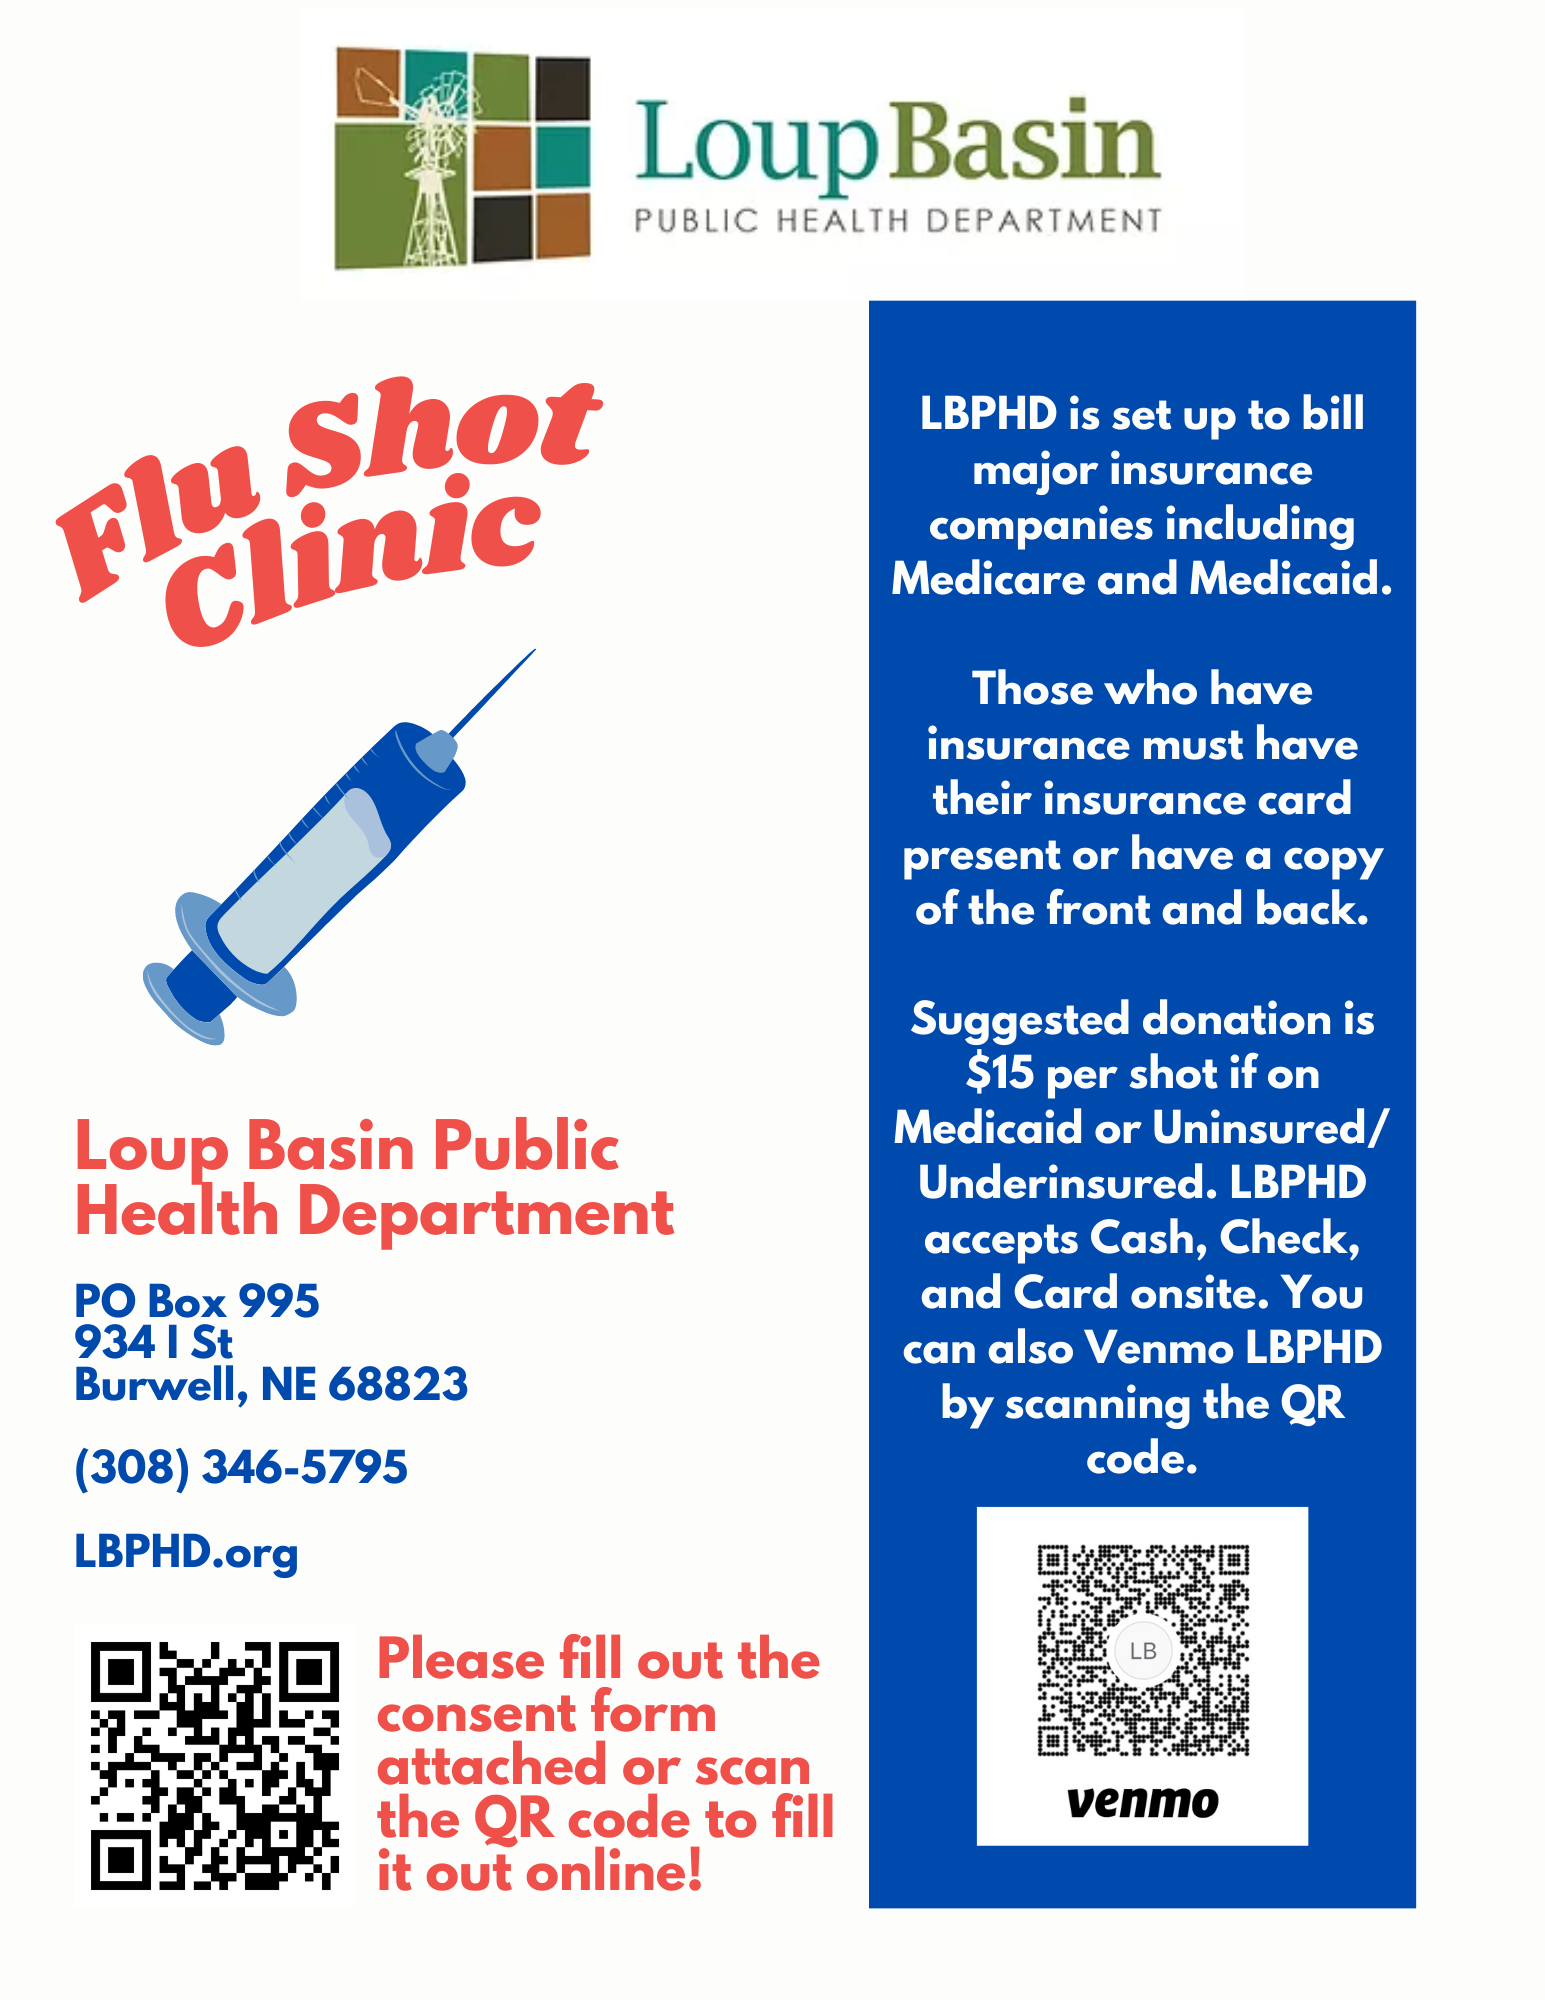 Loup Basin
PUBLIC HEALTH DEPARTMENT
Flu Shot
Clinic
Loup Basin Public
Health Department
PO Box 995
934 I St
Burwell, NE 68823
(308) 346-5795
LBPHD.org
Please fill out the
consent form
attached or scan
the QR code to fill
it out online!
LBPHD is set up to bill
major insurance
companies including
Medicare and Medicaid.
Those who have
insurance must have
their insurance card
present or have a copy
of the front and back.
Suggested donation is
$15 per shot if on
Medicaid or Uninsured/
Underinsured. LBPHD
accepts Cash, Check,
and Card onsite. You
can also Venmo LBPHD
by scanning the QR
code.
LB
venmo